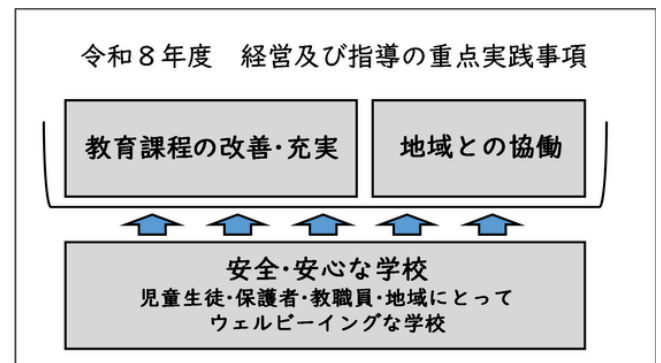 令和８年度　経営及び指導の重点実践事項
教育課程の改善・充実
地域との協働
安全・安心な学校
児童生徒・保護者・教職員・地域にとって
ウェルビーイングな学校